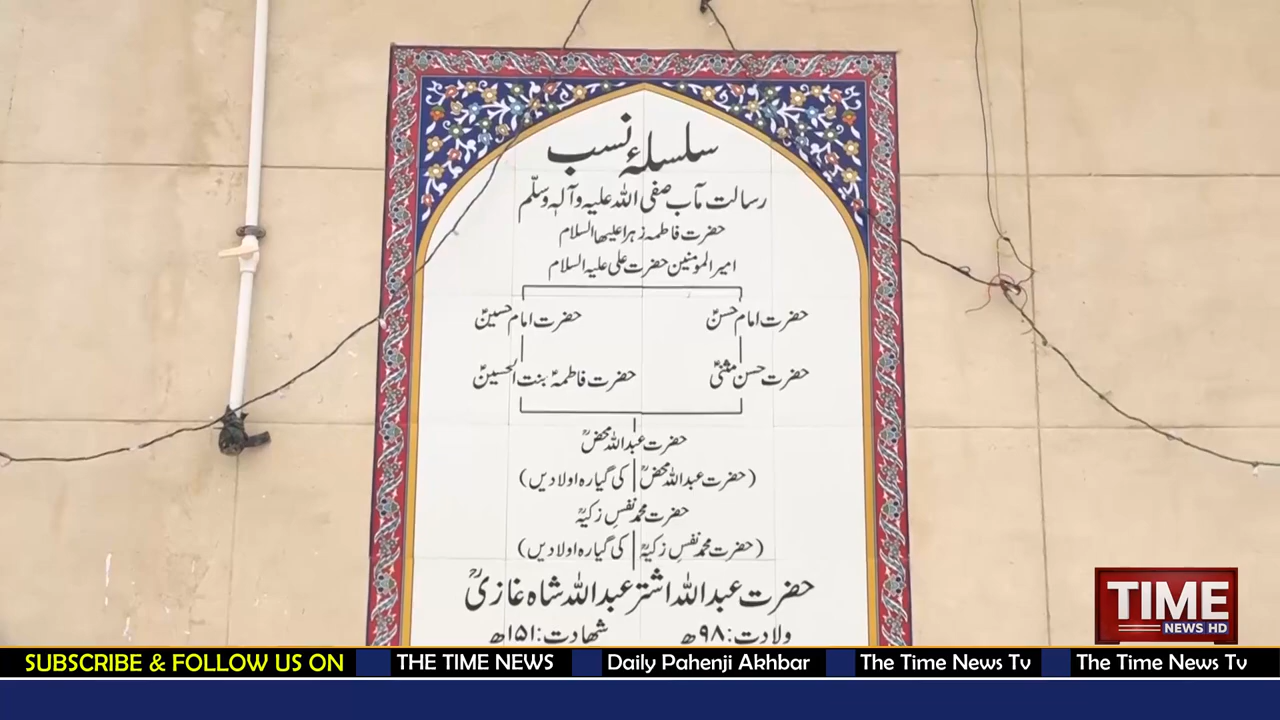 سلسلۂ نسب
رسالت مآب صلی اللہ علیہ وآلہٖ وسلّم
حضرت فاطمہ زہرا علیھا السلام
امیر المومنین حضرت علی علیہ السلام
حضرت امام حسنؑ حضرت امام حسینؑ
حضرت حسن مثنیٰؑ حضرت فاطمہؑ بنت الحسینؑ
حضرت عبداللہ محضؒ
(حضرت عبداللہ محضؒ کی گیارہ اولادیں)
حضرت محمد نفسِ زکیہؒ
(حضرت محمد نفسِ زکیہؒ کی گیارہ اولادیں)
حضرت عبداللہ اشتر عبداللہ شاہ غازیؒ
ولادت: ۹۸ھ شھادت: ۱۵۱ھ
TIME
NEWS HD
SUBSCRIBE & FOLLOW US ON THE TIME NEWS Daily Pahenji Akhbar The Time News Tv The Time News Tv